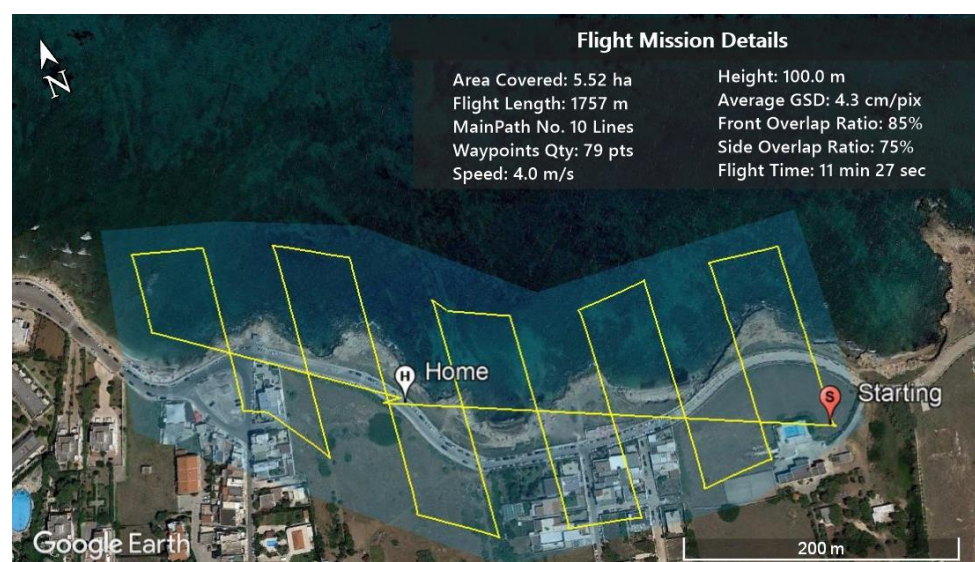 Flight Mission Details
Area Covered: 5.52 ha
Flight Length: 1757 m
MainPath No. 10 Lines
Waypoints Qty: 79 pts
Speed: 4.0 m/s
Height: 100.0 m
Average GSD: 4.3 cm/pix
Front Overlap Ratio: 85%
Side Overlap Ratio: 75%
Flight Time: 11 min 27 sec
N
H
Home
S
Starting
Google Earth
200 m